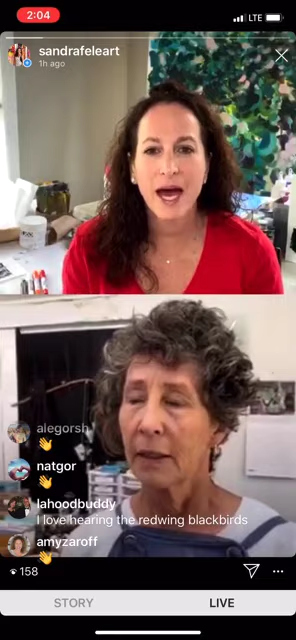 2:04
LTE
sandrafeleart
1h ago
alegorsh
natgor
lahoodbuddy
I love hearing the redwing blackbirds
amyzaroff
158
STORY
LIVE